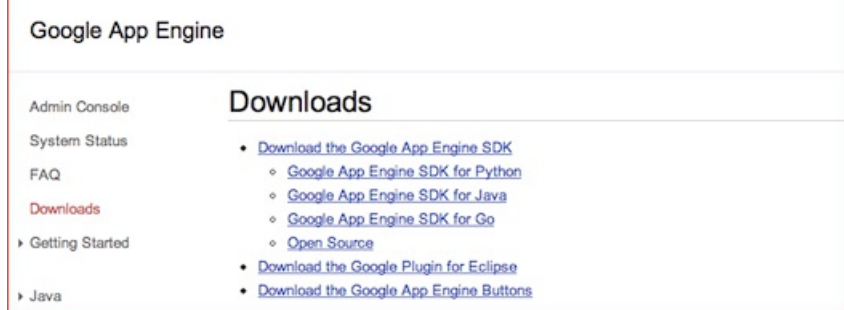 Google App Engine
Admin Console
System Status
FAQ
Downloads
Getting Started
Java
Downloads
Download the Google App Engine SDK
Google App Engine SDK for Python
Google App Engine SDK for Java
Google App Engine SDK for Go
Open Source
Download the Google Plugin for Eclipse
Download the Google App Engine Buttons